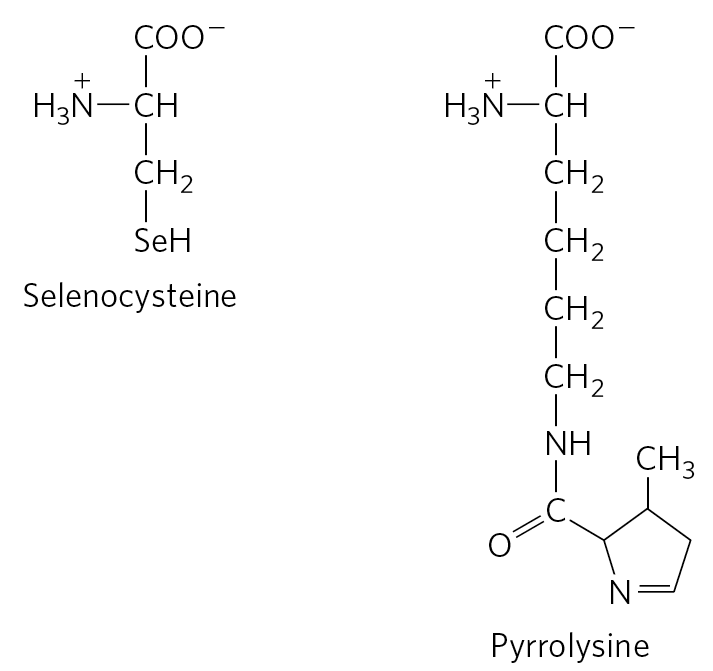 COO⁻
H₃N⁺—CH
CH₂
SeH
Selenocysteine
COO⁻
H₃N⁺—CH
CH₂
CH₂
CH₂
CH₂
NH
CH₃
C
O
N
Pyrrolysine